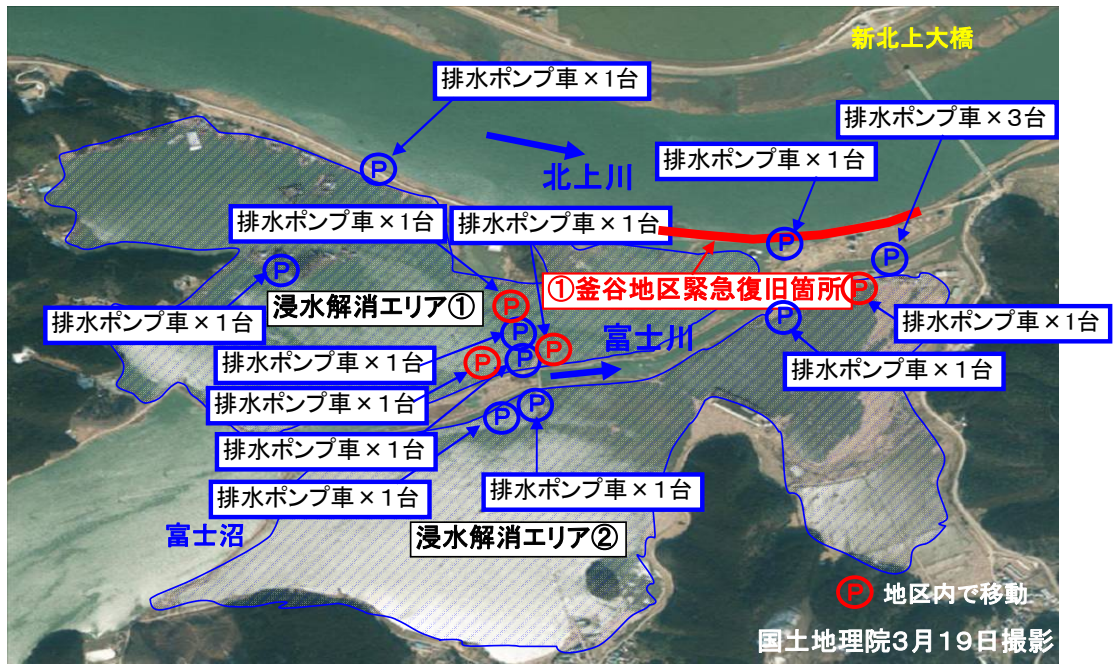 新北上大橋
排水ポンプ車×1台
排水ポンプ車×3台
北上川
排水ポンプ車×1台
排水ポンプ車×1台
排水ポンプ車×1台
P
P
P
P
P
浸水解消エリア①
P
①釜谷地区緊急復旧箇所
P
排水ポンプ車×1台
P
富士川
P
排水ポンプ車×1台
排水ポンプ車×1台
P
P
P
排水ポンプ車×1台
排水ポンプ車×1台
P
P
排水ポンプ車×1台
排水ポンプ車×1台
排水ポンプ車×1台
富士沼
浸水解消エリア②
P 地区内で移動
国土地理院3月19日撮影